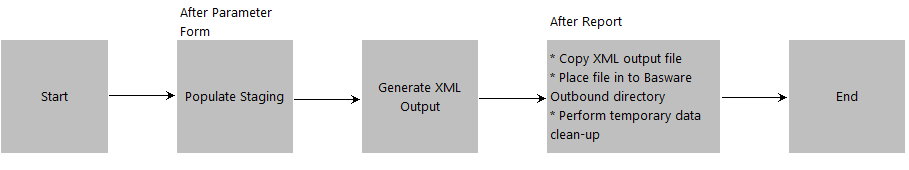 After Parameter
Form
After Report
Start
Populate Staging
Generate XML
Output
* Copy XML output file
* Place file in to Basware
Outbound directory
* Perform temporary data
clean-up
End